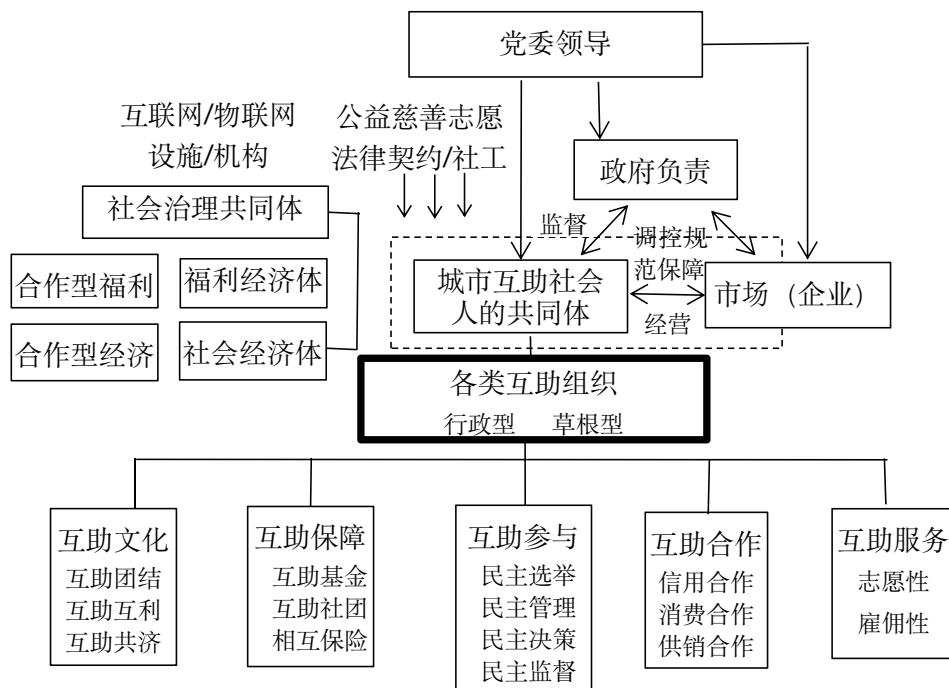 党委领导
互联网/物联网
设施/机构
公益慈善志愿
法律契约/社工
政府负责
社会治理共同体
监督
调控规
范保障
合作型福利
福利经济体
城市互助社会
人的共同体
市场（企业）
经营
合作型经济
社会经济体
各类互助组织
行政型 草根型
互助文化
互助团结
互助互利
互助共济
互助保障
互助基金
互助社团
相互保险
互助参与
民主选举
民主管理
民主决策
民主监督
互助合作
信用合作
消费合作
供销合作
互助服务
志愿性
雇佣性